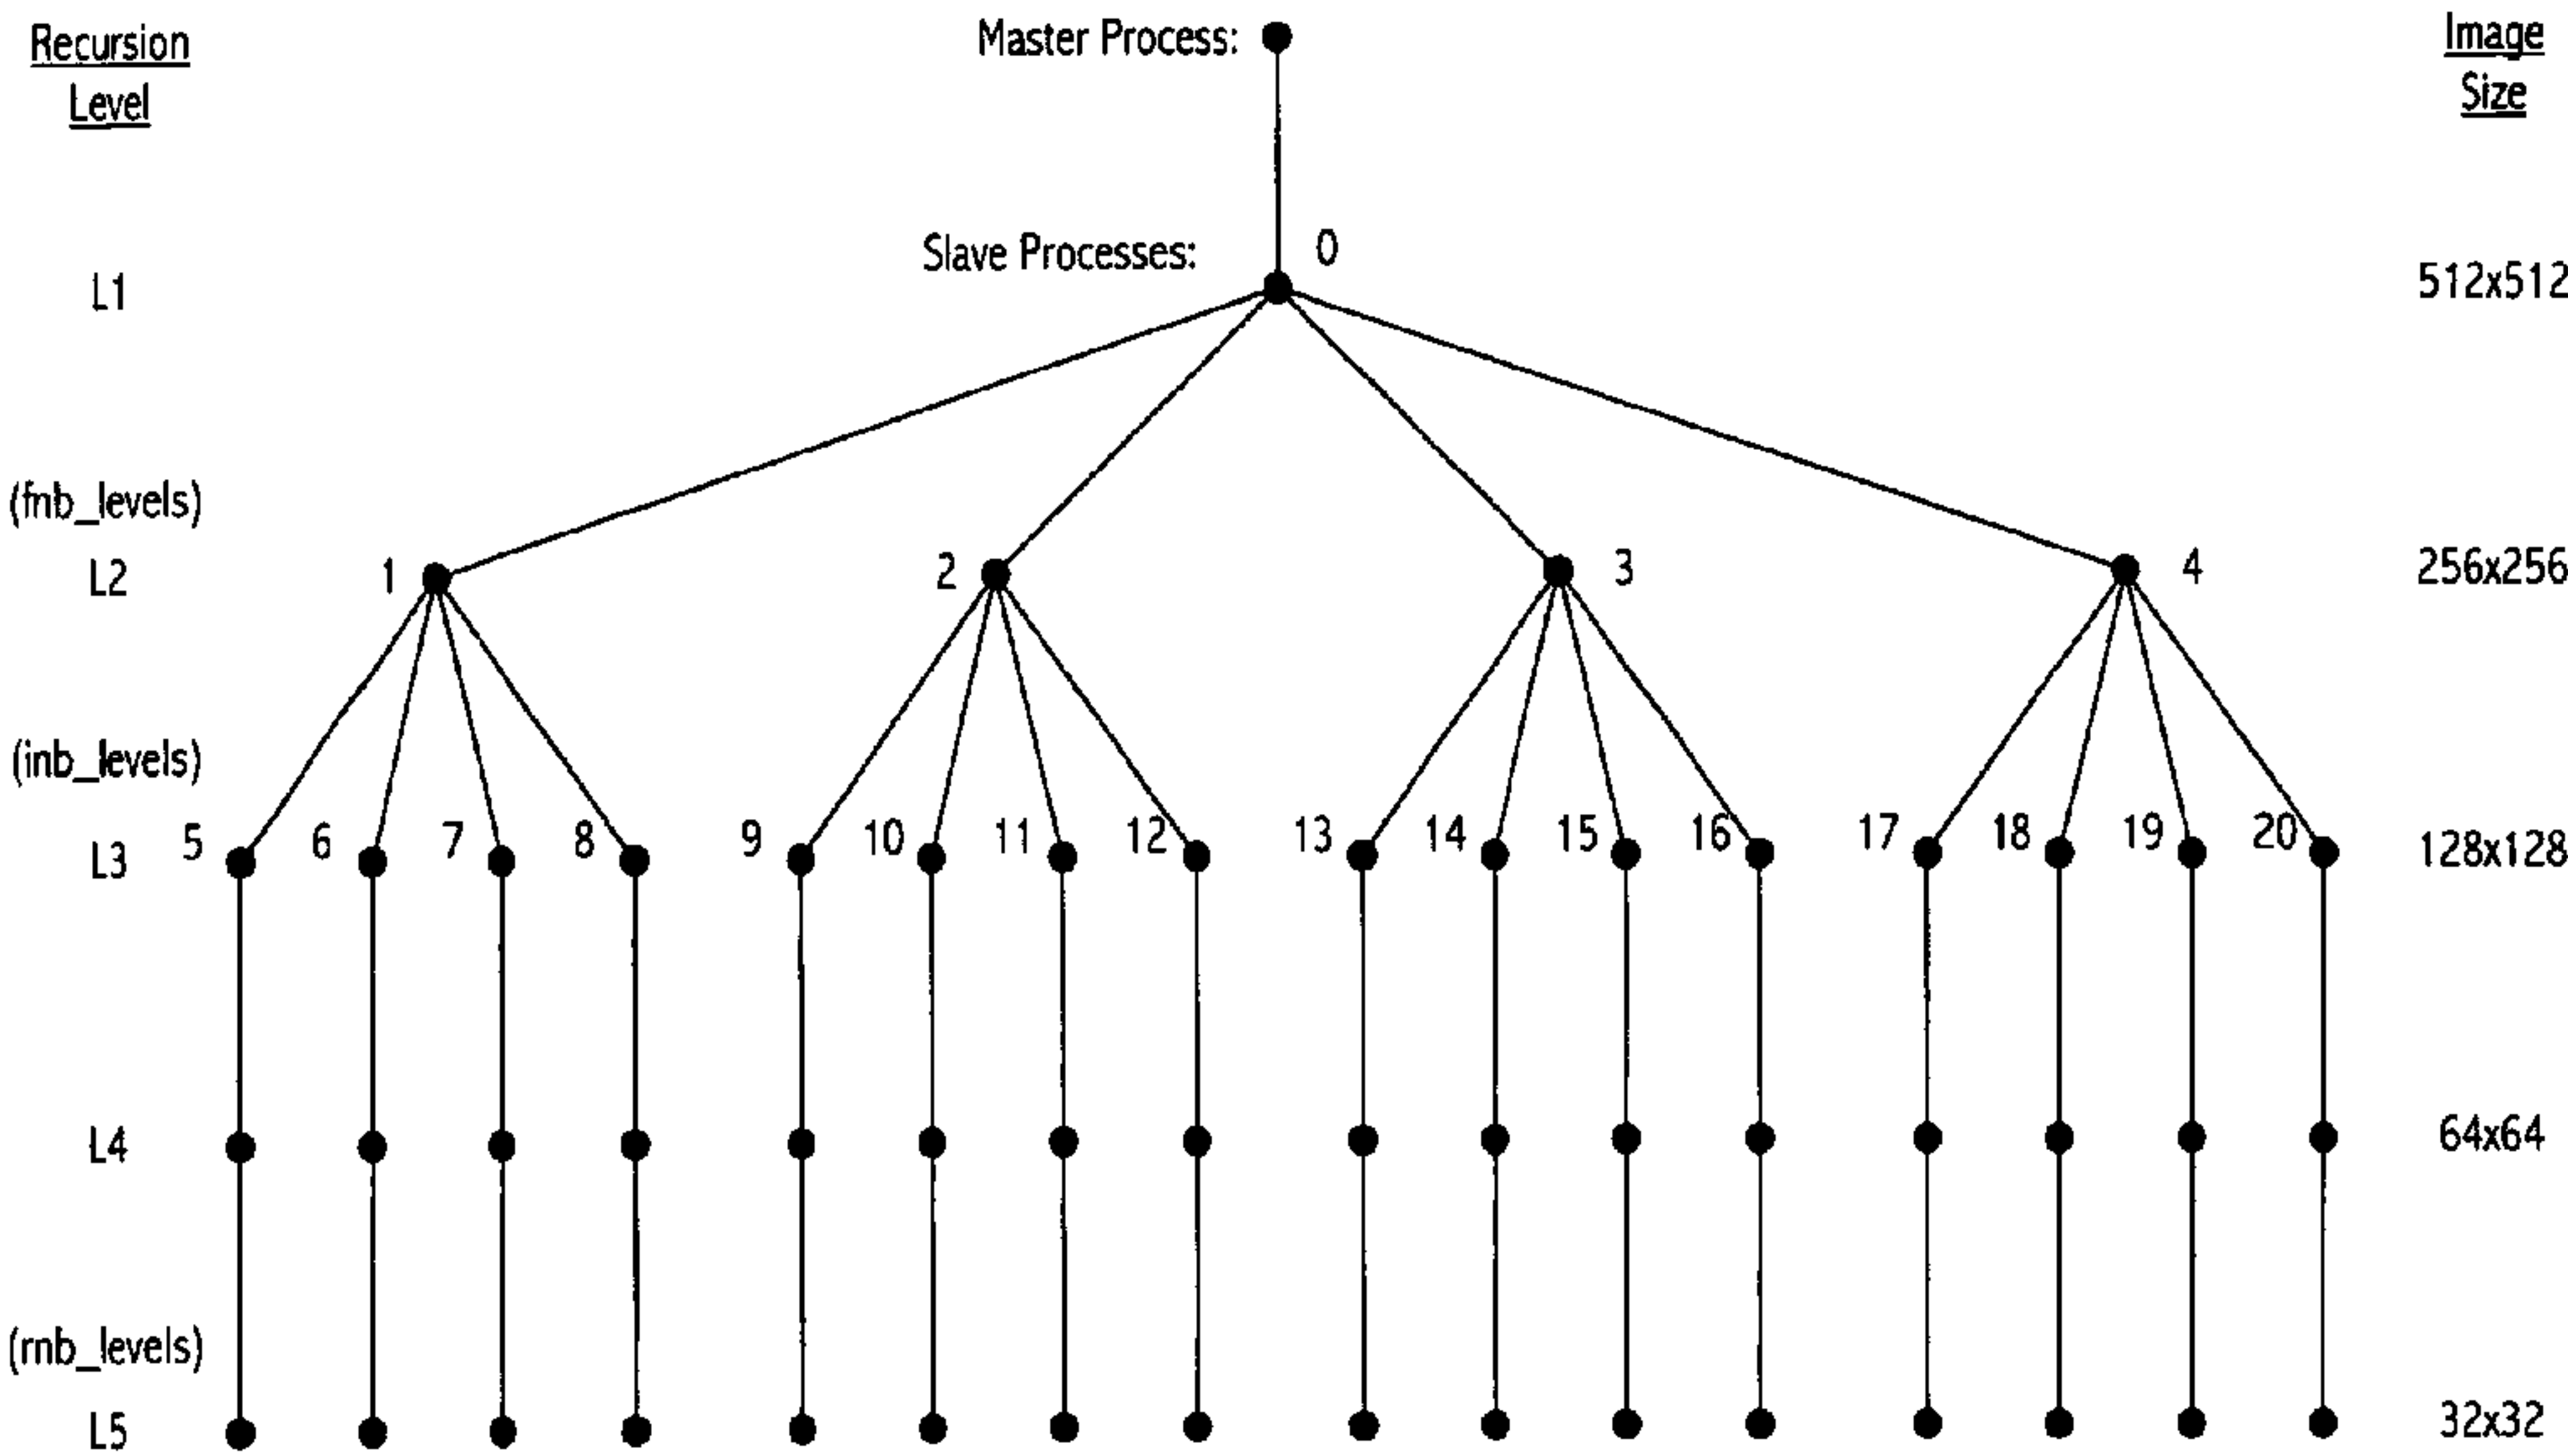 Recursion
Level
Master Process:
Image
Size
Slave Processes:
0
L1
512x512
(fnb_levels)
L2
1
2
3
4
256x256
(inb_levels)
L3
5
6
7
8
9
10
11
12
13
14
15
16
17
18
19
20
128x128
L4
64x64
(rnb_levels)
L5
32x32